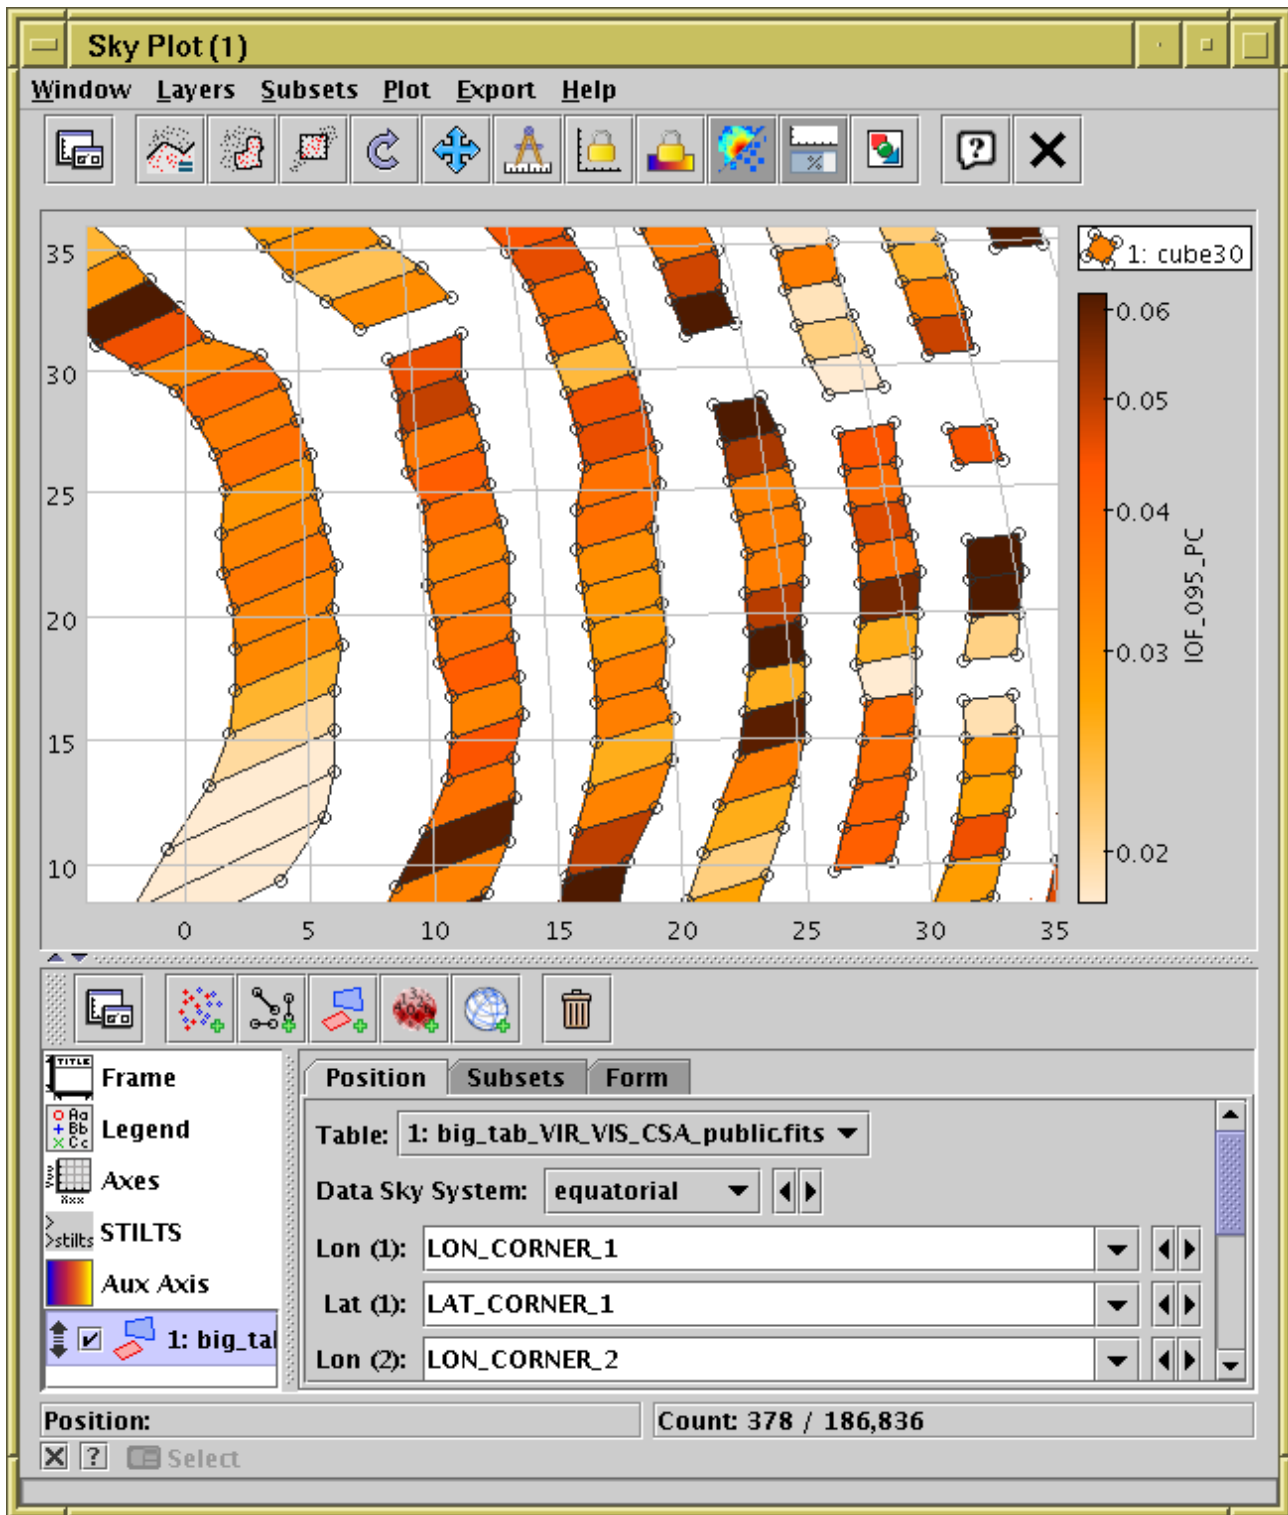 Sky Plot (1)
Window Layers Subsets Plot Export Help
1: cube30
35
30
25
20
15
10
0 5 10 15 20 25 30 35
0.06
0.05
0.04
0.03
0.02
IOF_095_PC
Frame
Legend
Axes
STILTS
Aux Axis
1: big_tal
Position Subsets Form
Table: 1: big_tab_VIR_VIS_CSA_public.fits
Data Sky System: equatorial
Lon (1): LON_CORNER_1
Lat (1): LAT_CORNER_1
Lon (2): LON_CORNER_2
Position:
Count: 378 / 186,836
Select